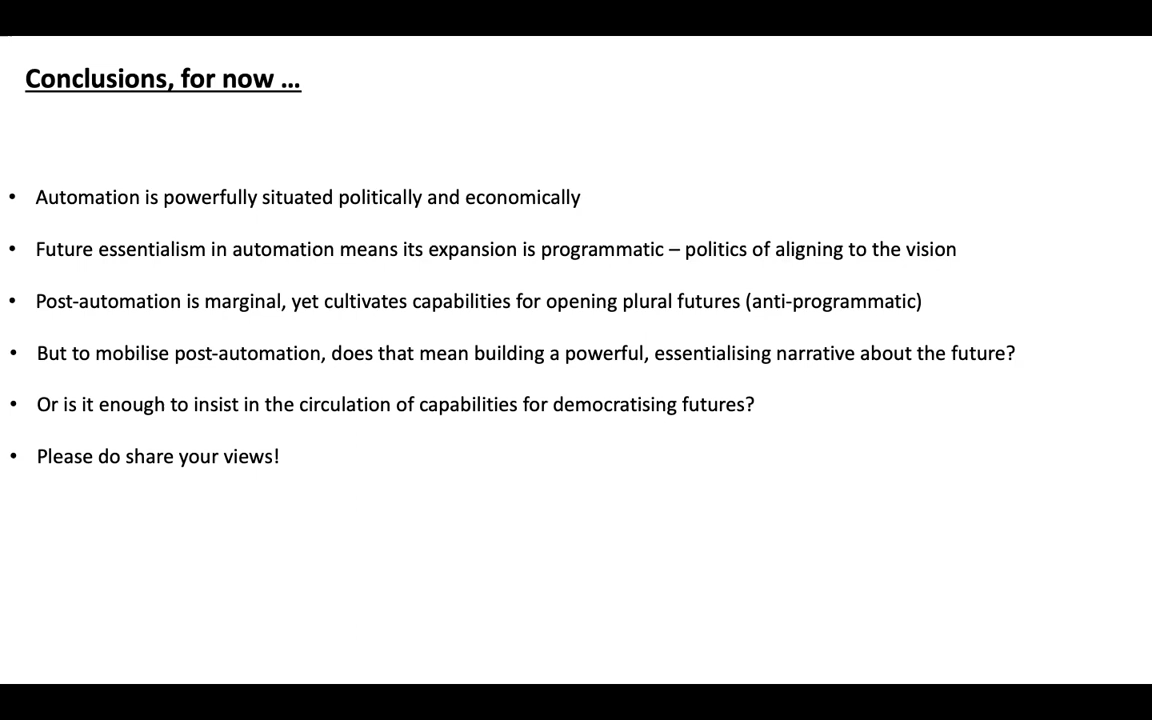 Conclusions, for now ...
• Automation is powerfully situated politically and economically
• Future essentialism in automation means its expansion is programmatic – politics of aligning to the vision
• Post-automation is marginal, yet cultivates capabilities for opening plural futures (anti-programmatic)
• But to mobilise post-automation, does that mean building a powerful, essentialising narrative about the future?
• Or is it enough to insist in the circulation of capabilities for democratising futures?
• Please do share your views!